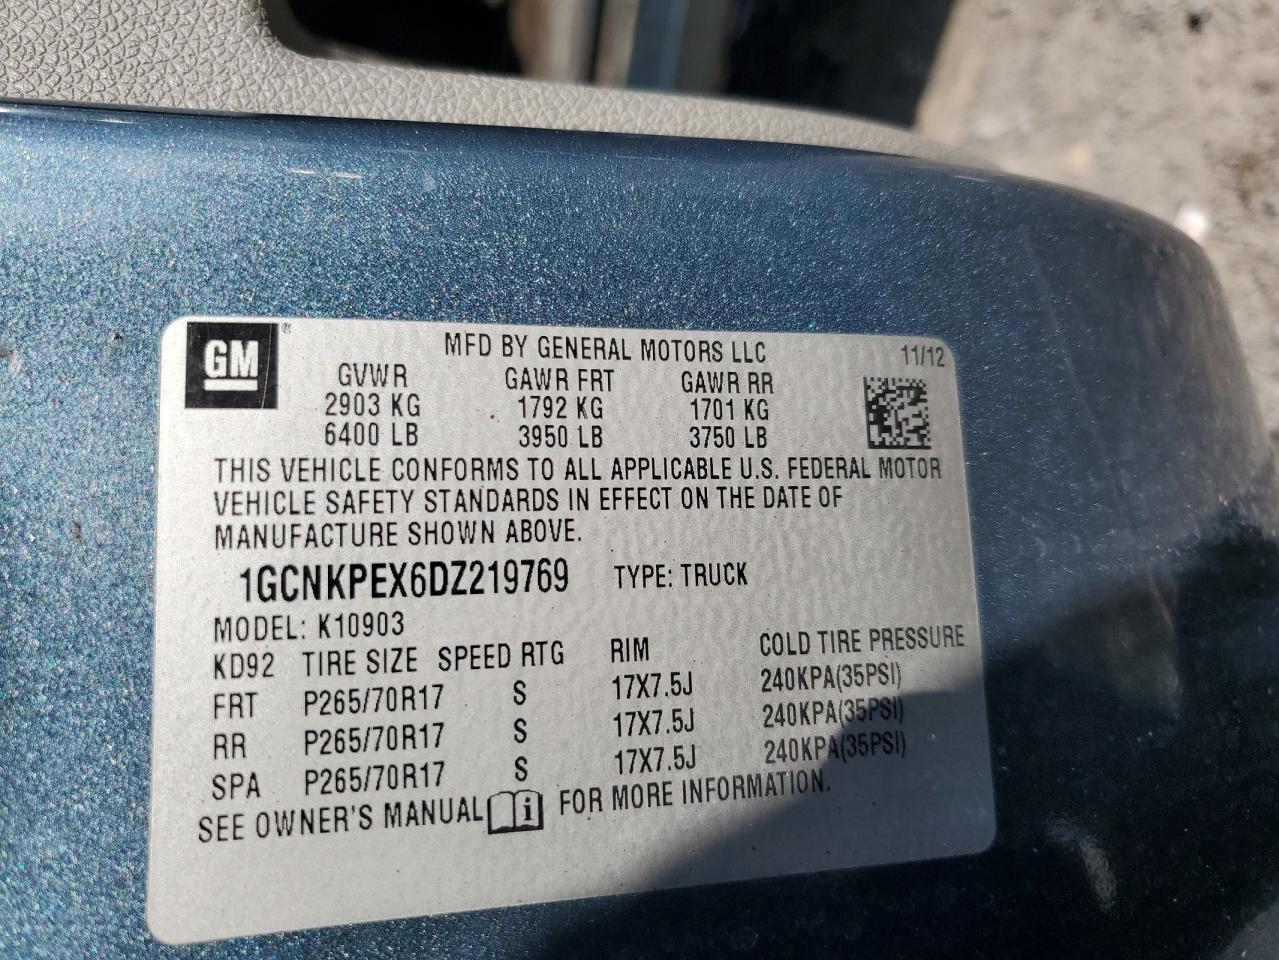 GM ®
MFD BY GENERAL MOTORS LLC 11/12
GVWR GAWR FRT GAWR RR
2903 KG 1792 KG 1701 KG
6400 LB 3950 LB 3750 LB
THIS VEHICLE CONFORMS TO ALL APPLICABLE U.S. FEDERAL MOTOR
VEHICLE SAFETY STANDARDS IN EFFECT ON THE DATE OF
MANUFACTURE SHOWN ABOVE.
1GCNKPEX6DZ219769 TYPE: TRUCK
MODEL: K10903
KD92 TIRE SIZE SPEED RTG RIM COLD TIRE PRESSURE
FRT P265/70R17 S 17X7.5J 240KPA(35PSI)
RR P265/70R17 S 17X7.5J 240KPA(35PSI)
SPA P265/70R17 S 17X7.5J 240KPA(35PSI)
SEE OWNER'S MANUAL i FOR MORE INFORMATION.